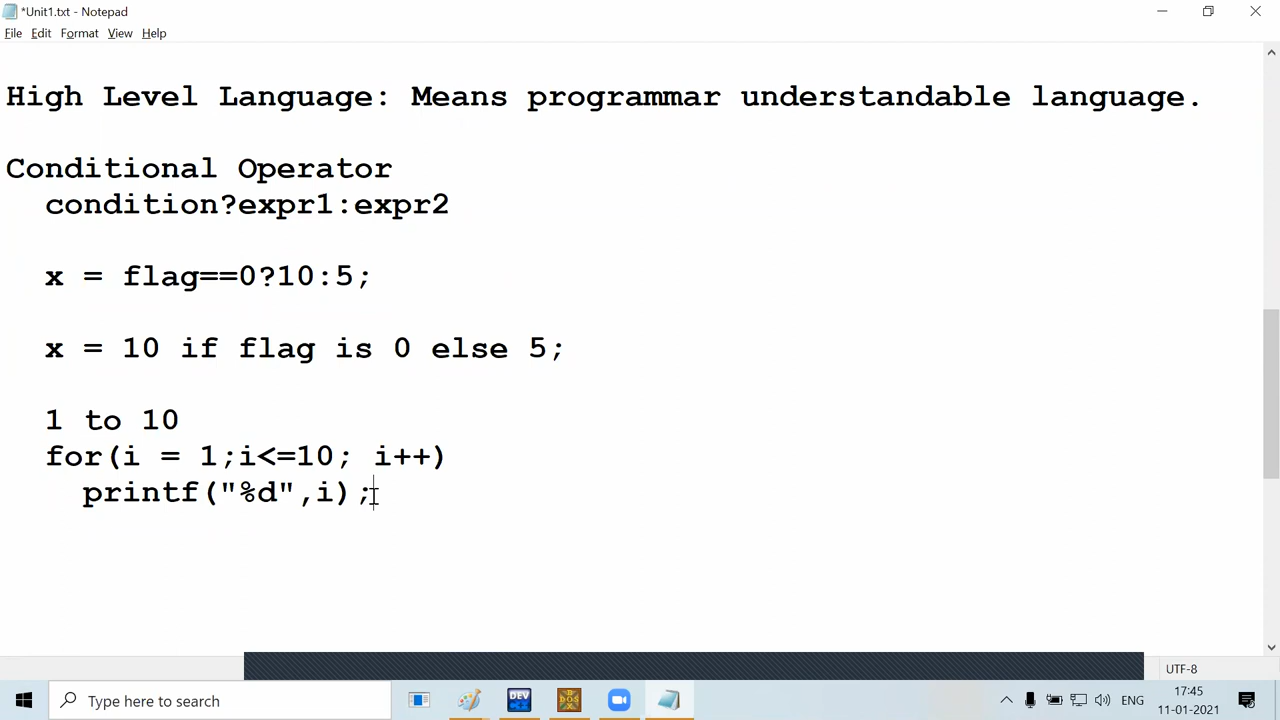 *Unit1.txt - Notepad
File Edit Format View Help
High Level Language: Means programmar understandable language.
Conditional Operator
condition?expr1:expr2
x = flag==0?10:5;
x = 10 if flag is 0 else 5;
1 to 10
for(i = 1;i<=10; i++)
printf("%d",i);
UTF-8
Type here to search
DEV
ENG
17:45
11-01-2021